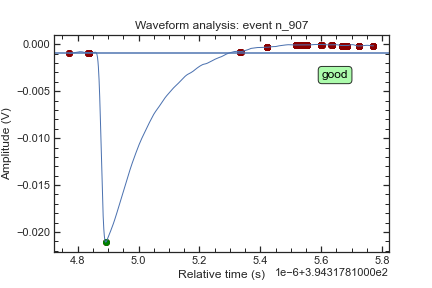 Waveform analysis: event n_907
0.000
−0.005
−0.010
−0.015
−0.020
Amplitude (V)
good
4.8 5.0 5.2 5.4 5.6 5.8
Relative time (s)
1e−6+3.9431781000e2